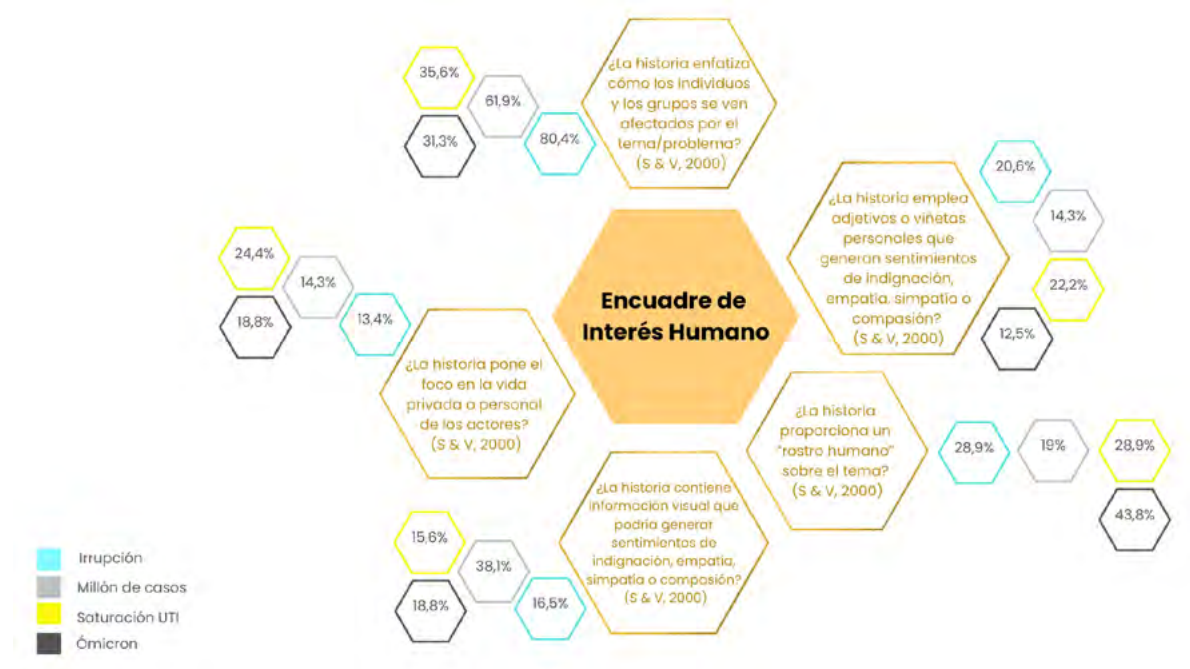 ¿La historia enfatiza
cómo los individuos
y los grupos se ven
afectados por el
tema/problema?
(S & V, 2000)
35,6%
61,9%
80,4%
31,3%
¿La historia emplea
adjetivos o viñetas
personales que
generan sentimientos
de indignación,
empatía, simpatía o
compasión?
(S & V, 2000)
20,6%
14,3%
22,2%
12,5%
Encuadre de
Interés Humano
24,4%
14,3%
13,4%
18,8%
¿La historia pone el
foco en la vida
privada o personal
de los actores?
(S & V, 2000)
¿La historia
proporciona un
"rostro humano"
sobre el tema?
(S & V, 2000)
28,9%
19%
28,9%
43,8%
¿La historia contiene
información visual que
podría generar
sentimientos de
indignación, empatía,
simpatía o compasión?
(S & V, 2000)
15,6%
38,1%
16,5%
18,8%
Irrupción
Millón de casos
Saturación UTI
Ómicron